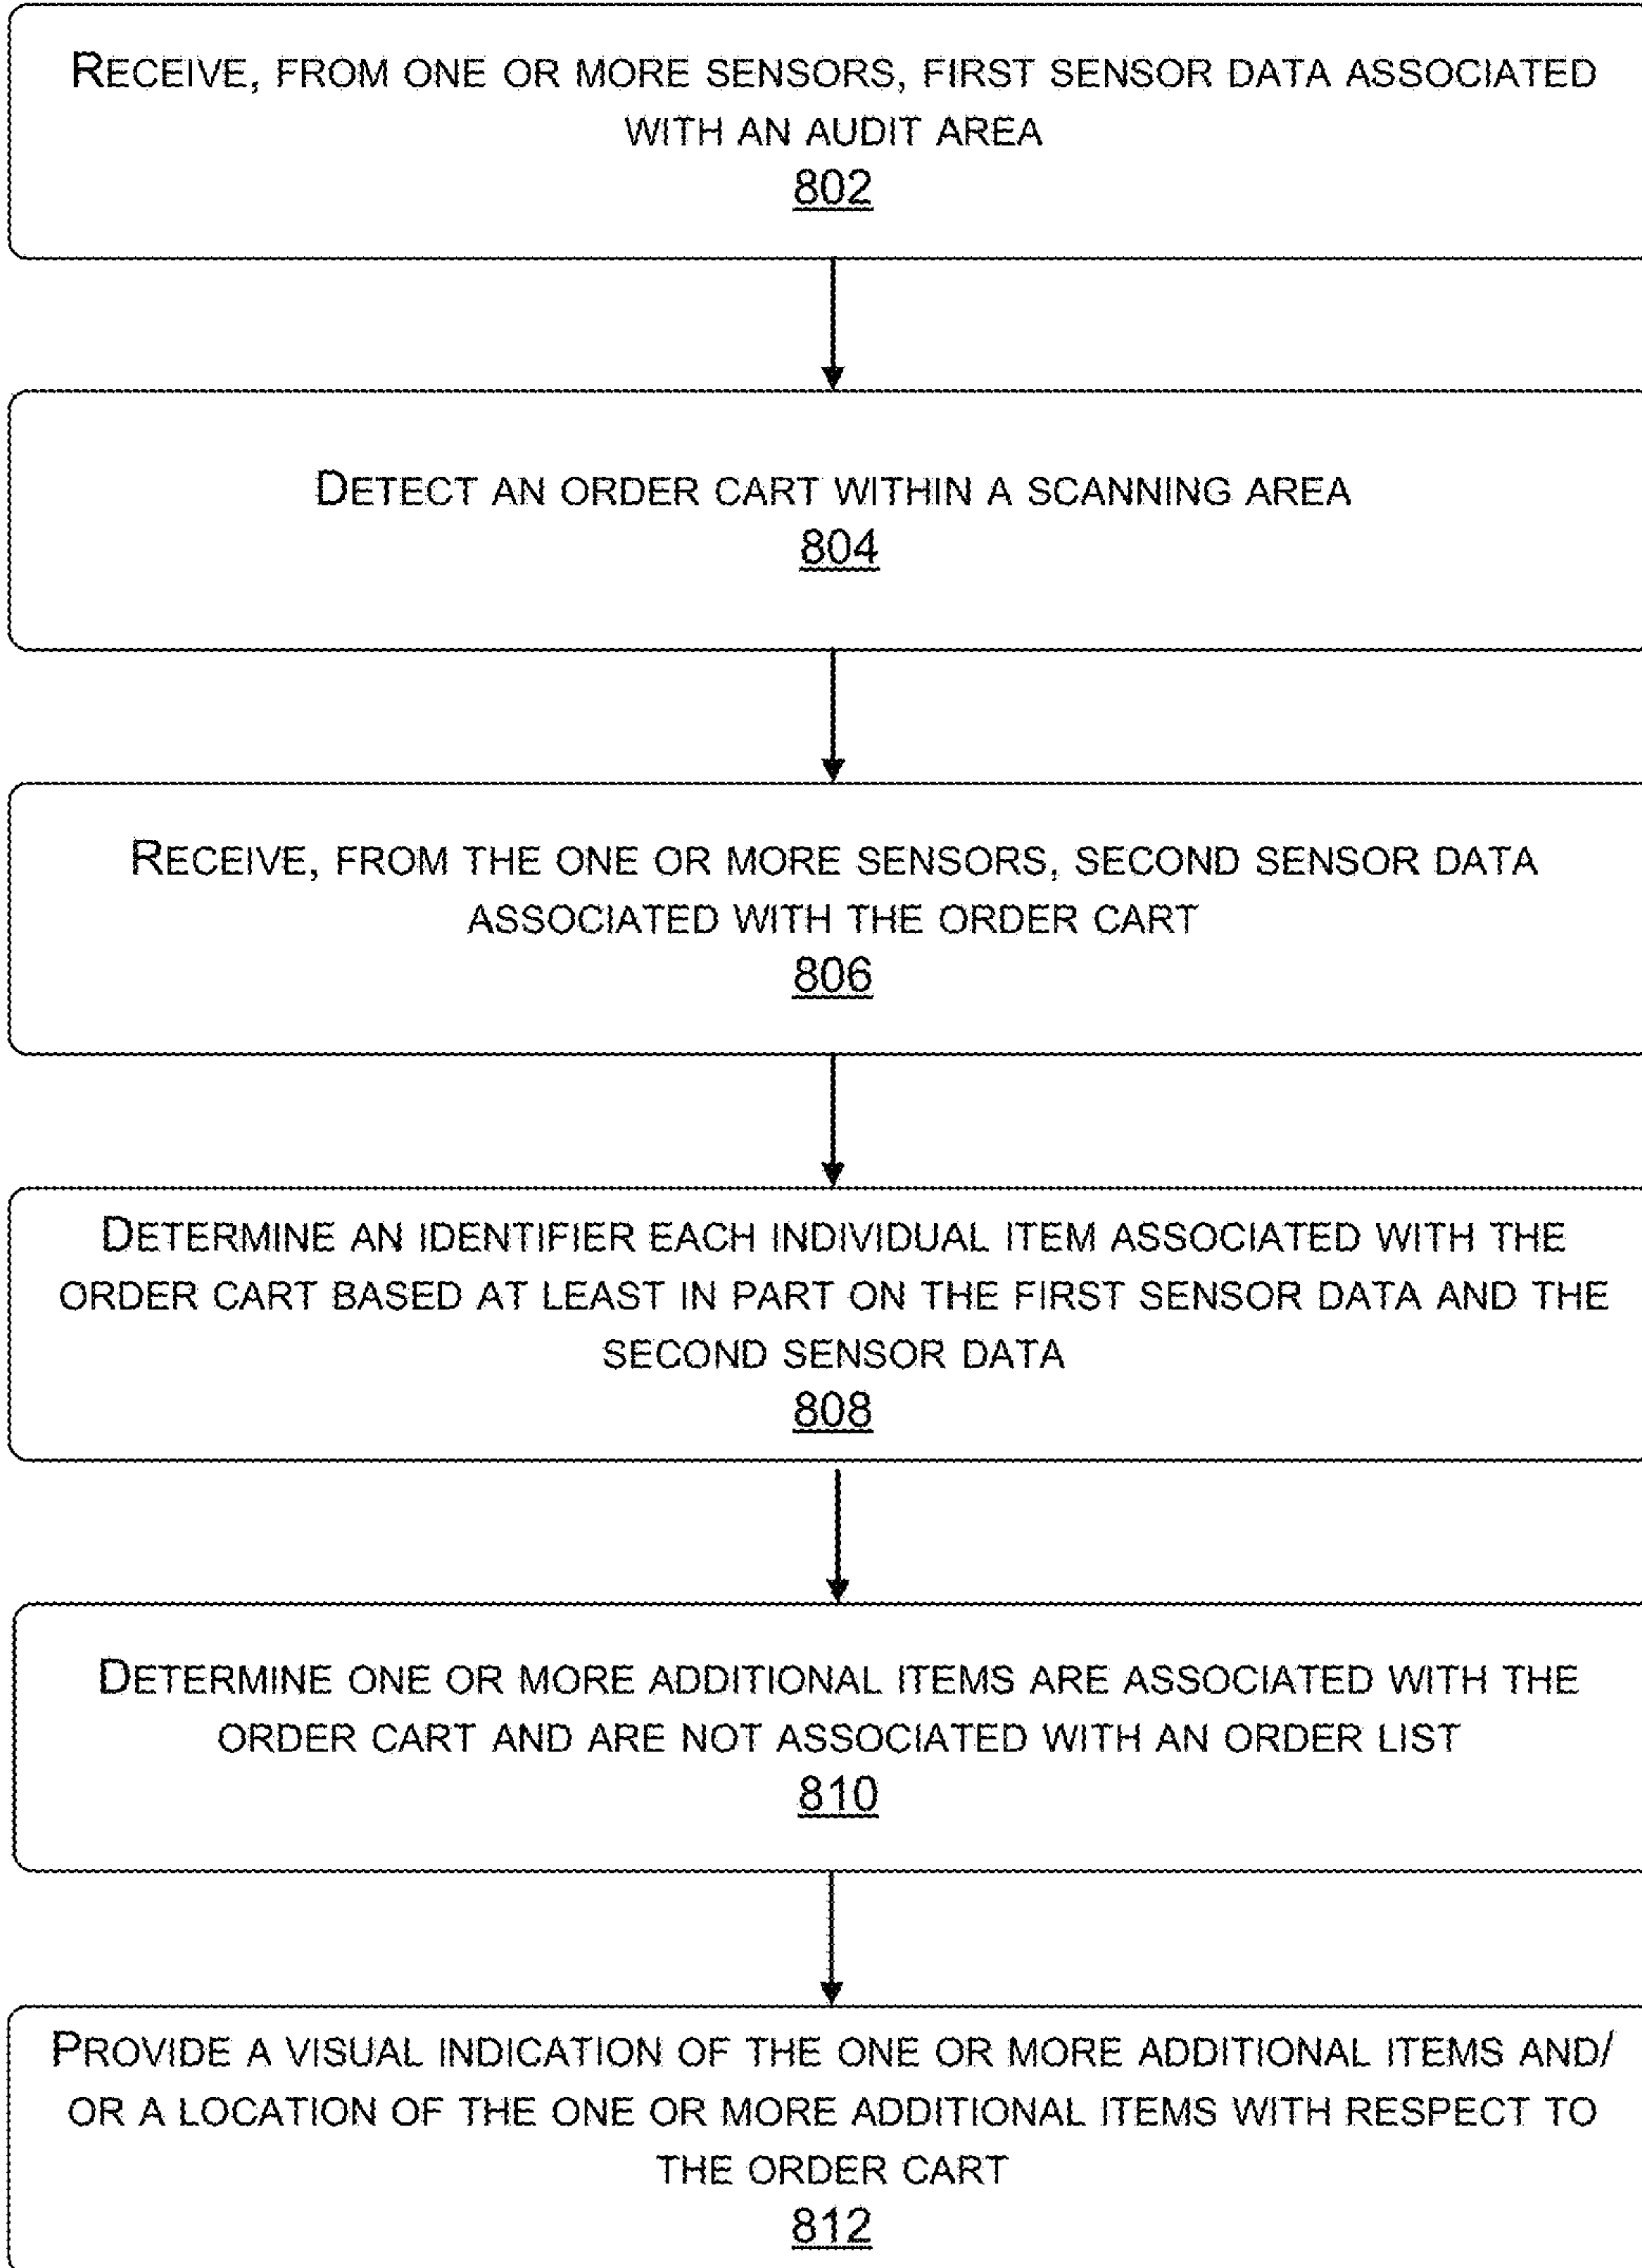 RECEIVE, FROM ONE OR MORE SENSORS, FIRST SENSOR DATA ASSOCIATED
WITH AN AUDIT AREA
802
DETECT AN ORDER CART WITHIN A SCANNING AREA
804
RECEIVE, FROM THE ONE OR MORE SENSORS, SECOND SENSOR DATA
ASSOCIATED WITH THE ORDER CART
806
DETERMINE AN IDENTIFIER EACH INDIVIDUAL ITEM ASSOCIATED WITH THE
ORDER CART BASED AT LEAST IN PART ON THE FIRST SENSOR DATA AND THE
SECOND SENSOR DATA
808
DETERMINE ONE OR MORE ADDITIONAL ITEMS ARE ASSOCIATED WITH THE
ORDER CART AND ARE NOT ASSOCIATED WITH AN ORDER LIST
810
PROVIDE A VISUAL INDICATION OF THE ONE OR MORE ADDITIONAL ITEMS AND/
OR A LOCATION OF THE ONE OR MORE ADDITIONAL ITEMS WITH RESPECT TO
THE ORDER CART
812